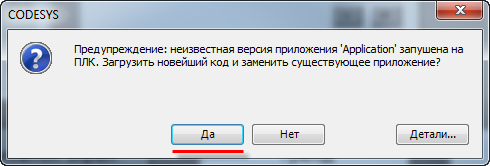 CODESYS
Предупреждение: неизвестная версия приложения 'Application' запущена на
ПЛК. Загрузить новейший код и заменить существующее приложение?
Да
Нет
Детали...